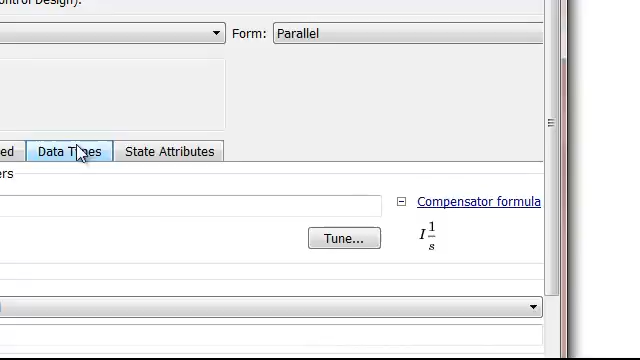 ontrol Design).
Form: Parallel
ed Data Types State Attributes
ers
Compensator formula
Tune...
I 1/s